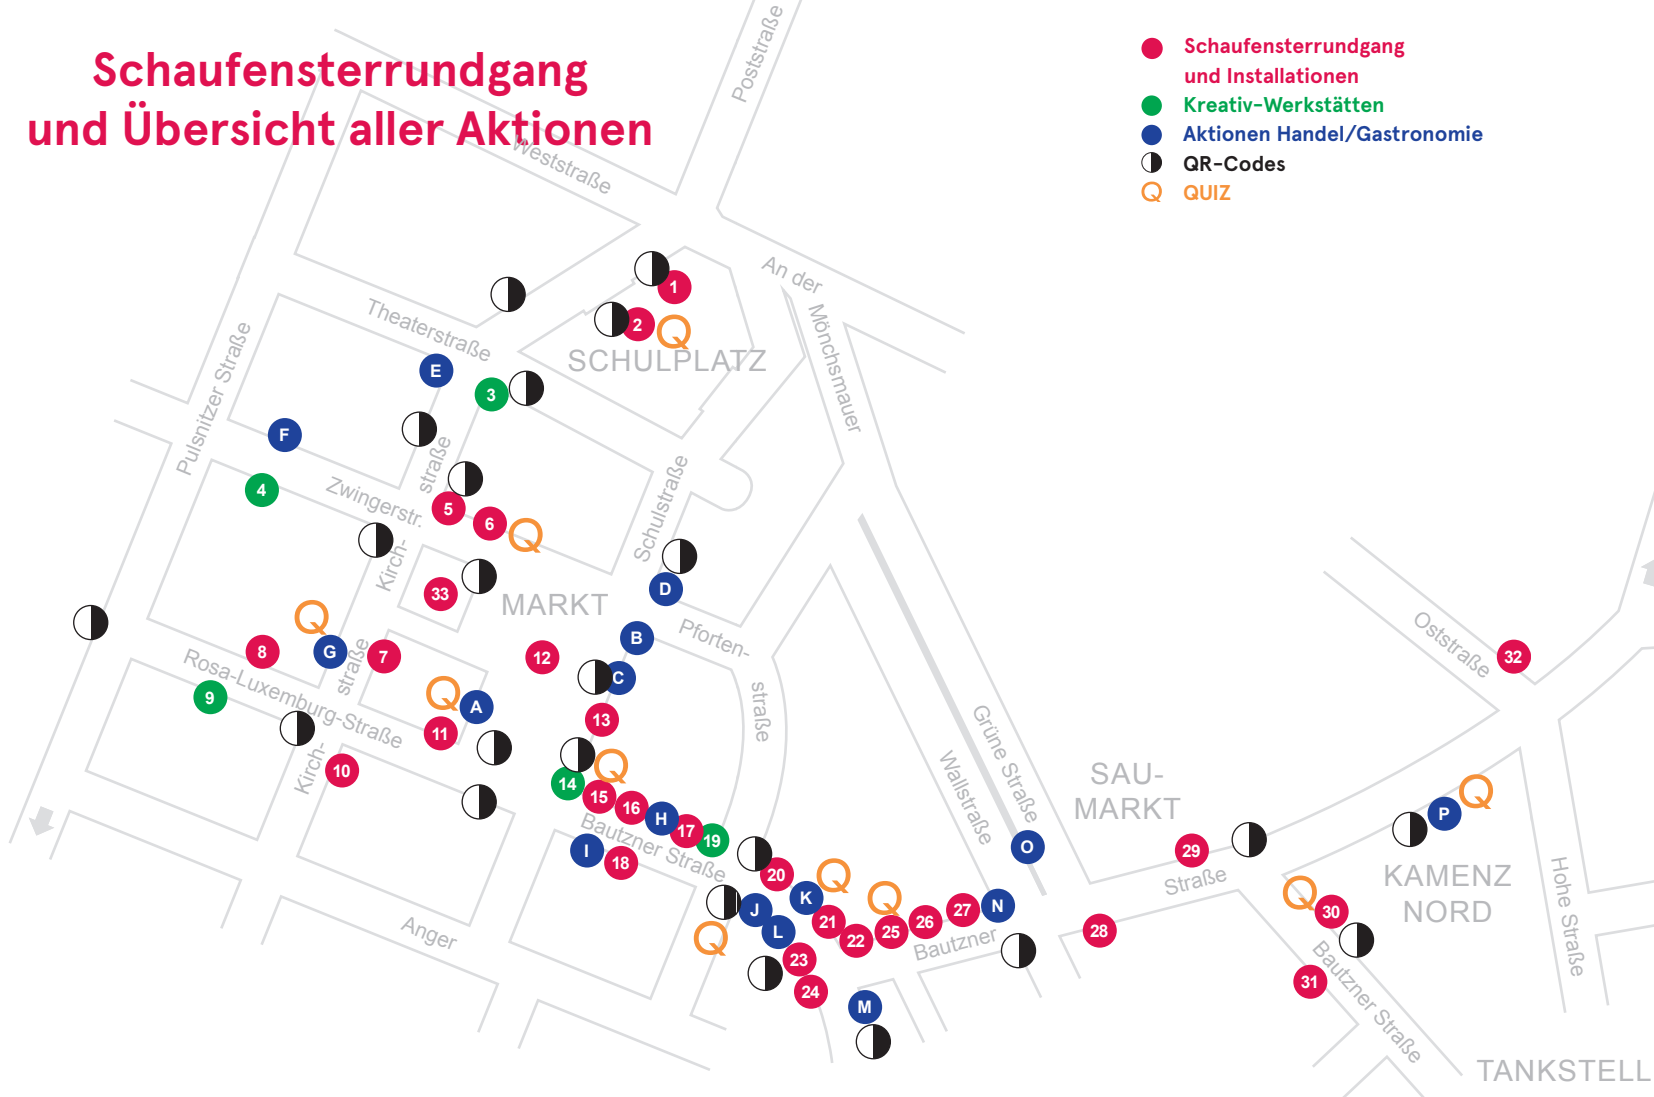 Schaufensterrundgang
und Übersicht aller Aktionen
Schaufensterrundgang
und Installationen
Kreativ-Werkstätten
Aktionen Handel/Gastronomie
QR-Codes
Q QUIZ
Poststraße
Weststraße
An der
Mönchsmauer
1
2
Q
SCHULPLATZ
Theaterstraße
Pulsnitzer Straße
E
3
F
straße
4
Zwingerstr.
5
6
Q
Schulstraße
Kirch-
33
MARKT
D
B
Pforten-
straße
Q
8
G
straße
7
12
C
Rosa-Luxemburg-Straße
9
Q
A
11
13
10
Kirch-
14
Q
15
16
H
17
19
Bautzner Straße
I
18
Anger
20
Q
J
K
Q
L
21
22
25
26
27
N
Q
23
24
Bautzner
M
Wallstraße
Grüne Straße
O
SAU-
MARKT
28
29
Straße
Oststraße
32
P
Q
KAMENZ
NORD
Q
30
31
Bautzner Straße
Hohe Straße
TANKSTELL